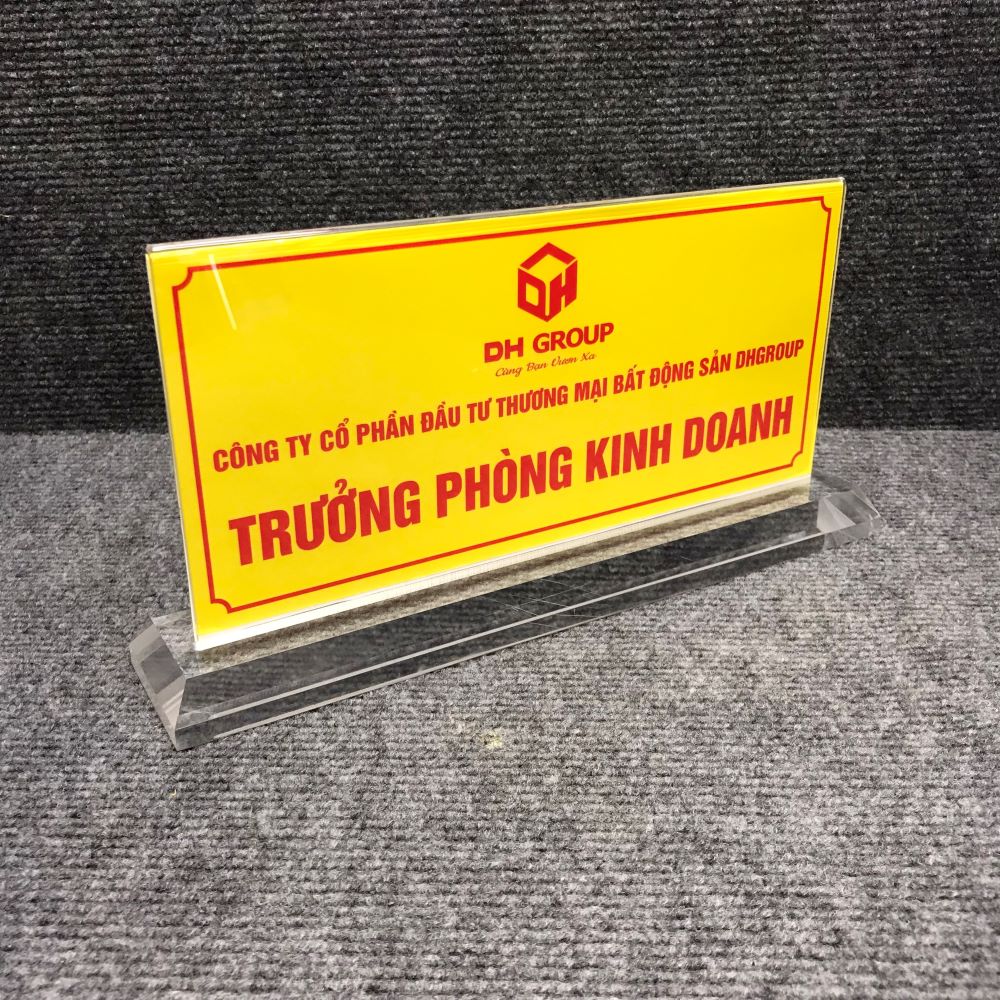 DH
DH GROUP
Cùng Bạn Vươn Xa
CÔNG TY CỔ PHẦN ĐẦU TƯ THƯƠNG MẠI BẤT ĐỘNG SẢN DHGROUP
TRƯỞNG PHÒNG KINH DOANH